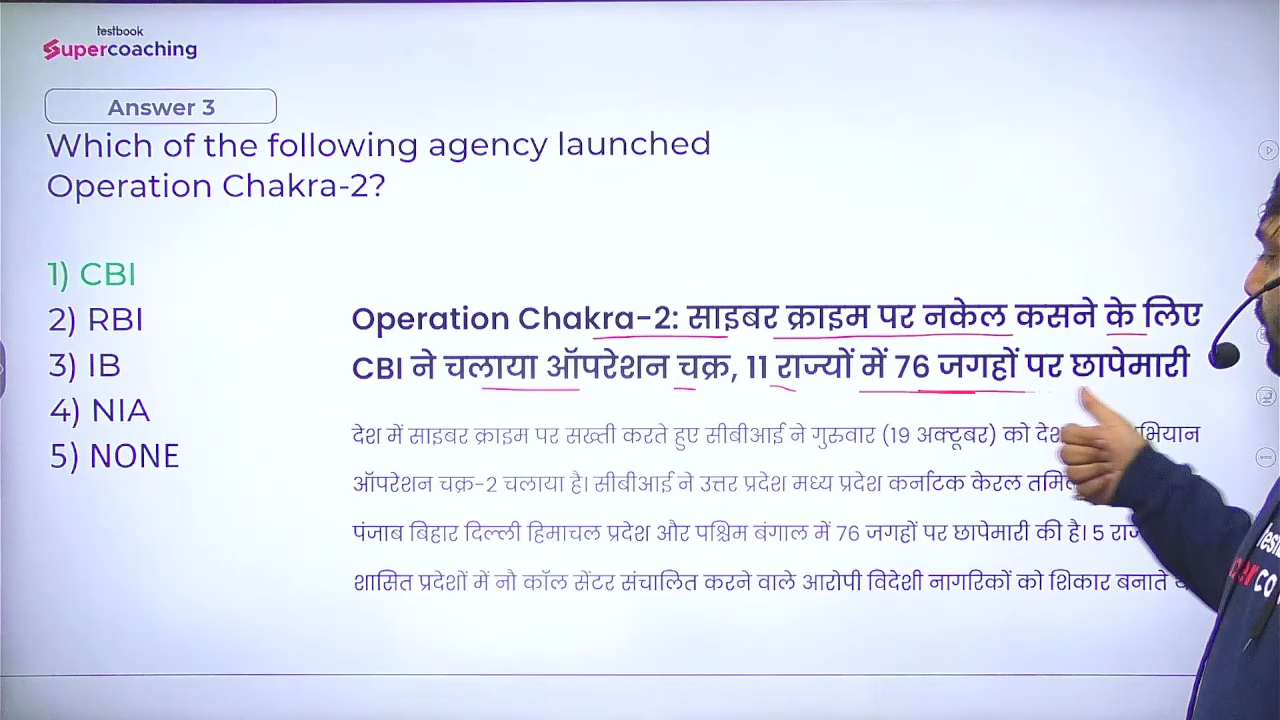 testbook
Supercoaching
Answer 3
Which of the following agency launched
Operation Chakra-2?
1) CBI
2) RBI
3) IB
4) NIA
5) NONE
Operation Chakra-2: साइबर क्राइम पर नकेल कसने के लिए
CBI ने चलाया ऑपरेशन चक्र, 11 राज्यों में 76 जगहों पर छापेमारी
देश में साइबर क्राइम पर सख्ती करते हुए सीबीआई ने गुरुवार (19 अक्टूबर) को
ऑपरेशन चक्र-2 चलाया है। सीबीआई ने उत्तर प्रदेश मध्य प्रदेश कर्नाटक केरल
पंजाब बिहार दिल्ली हिमाचल प्रदेश और पश्चिम बंगाल में 76 जगहों पर छापेमारी की है। 5
शासित प्रदेशों में नौ कॉल सेंटर संचालित करने वाले आरोपी विदेशी नागरिकों को शिकार बनाते